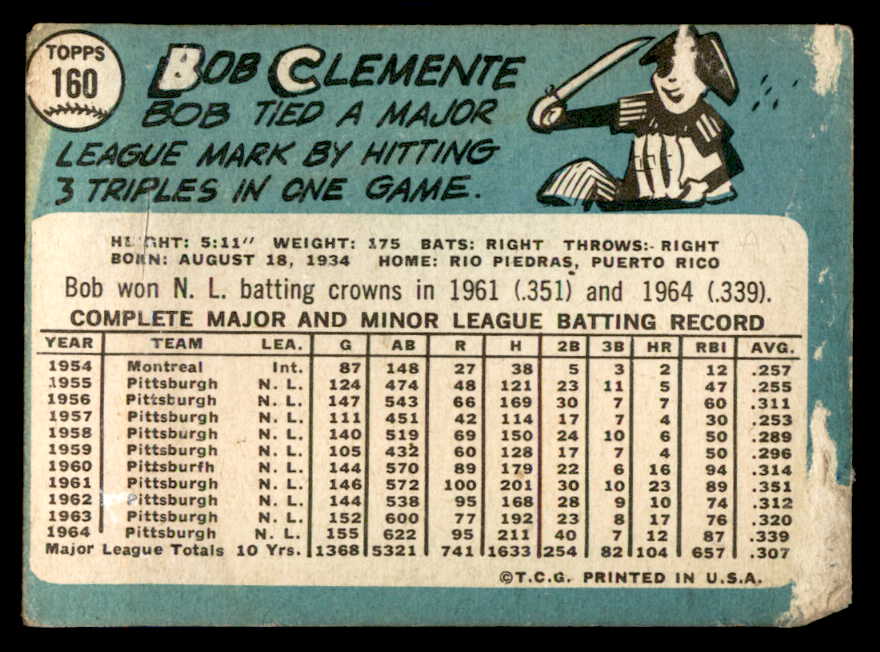 TOPPS
160
BOB CLEMENTE
BOB TIED A MAJOR
LEAGUE MARK BY HITTING
3 TRIPLES IN ONE GAME.
HEIGHT: 5:11" WEIGHT: 175 BATS: RIGHT THROWS: RIGHT
BORN: AUGUST 18, 1934 HOME: RIO PIEDRAS, PUERTO RICO
Bob won N. L. batting crowns in 1961 (.351) and 1964 (.339).
COMPLETE MAJOR AND MINOR LEAGUE BATTING RECORD
YEAR TEAM LEA. G AB R H 2B 3B HR RBI AVG.
1954 Montreal Int. 87 148 27 38 5 3 2 12 .257
1955 Pittsburgh N. L. 124 474 48 121 23 11 5 47 .255
1956 Pittsburgh N. L. 147 543 66 169 30 7 7 60 .311
1957 Pittsburgh N. L. 111 451 42 114 17 7 4 30 .253
1958 Pittsburgh N. L. 140 519 69 150 24 10 6 50 .289
1959 Pittsburgh N. L. 105 432 60 128 17 7 4 50 .296
1960 Pittsburfh N. L. 144 570 89 179 22 6 16 94 .314
1961 Pittsburgh N. L. 146 572 100 201 30 10 23 89 .351
1962 Pittsburgh N. L. 144 538 95 168 28 9 10 74 .312
1963 Pittsburgh N. L. 152 600 77 192 23 8 17 76 .320
1964 Pittsburgh N. L. 155 622 95 211 40 7 12 87 .339
Major League Totals 10 Yrs. 1368 5321 741 1633 254 82 104 657 .307
©T.C.G. PRINTED IN U.S.A.